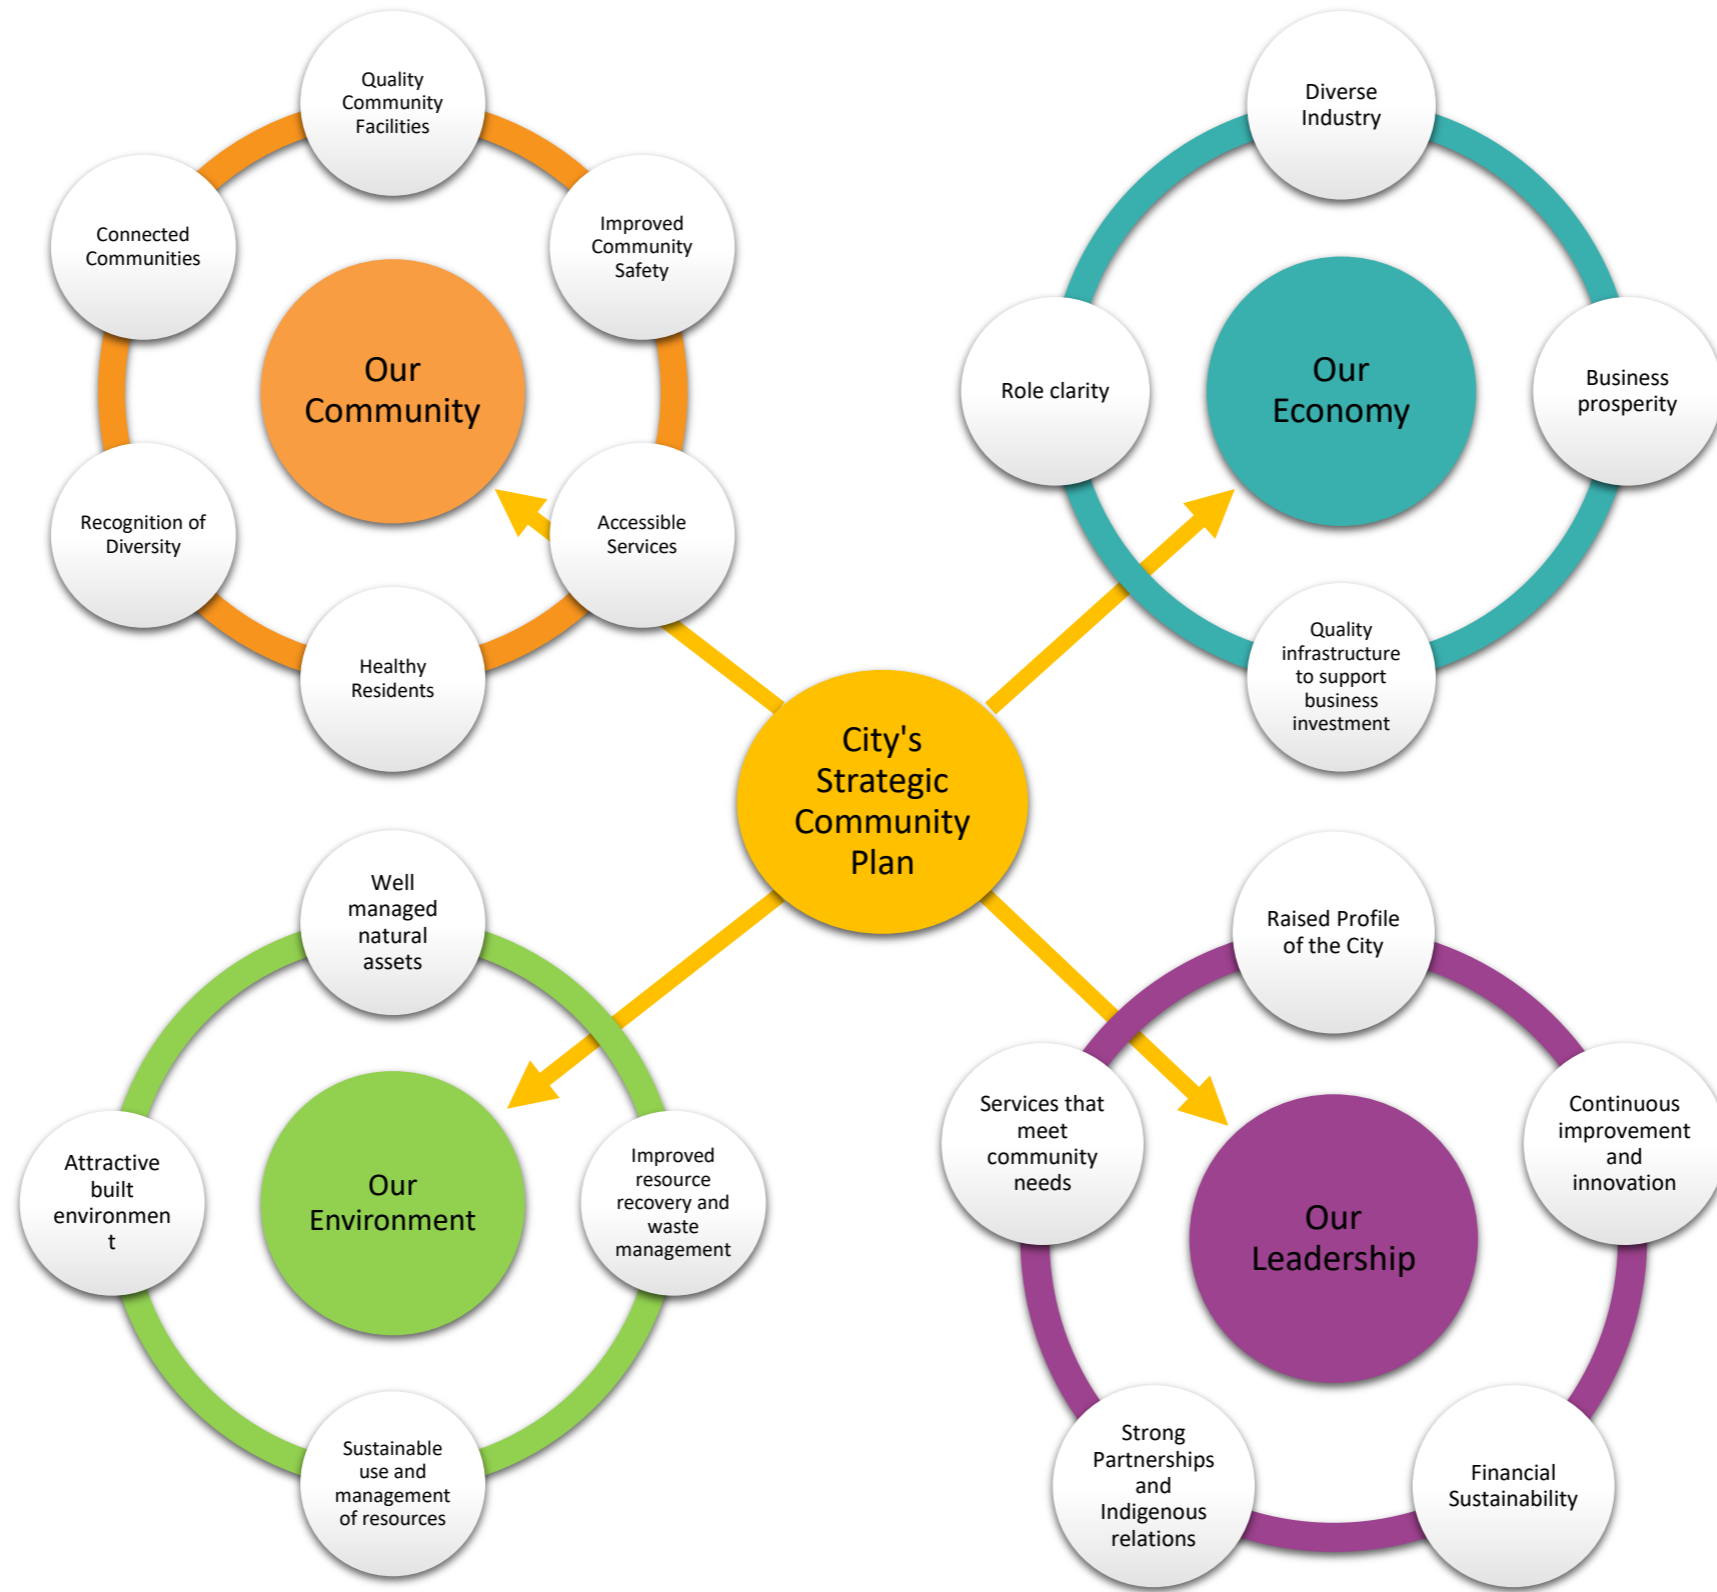 Quality
Community
Facilities
Improved
Community
Safety
Accessible
Services
Healthy
Residents
Recognition of
Diversity
Connected
Communities
Our
Community
Diverse
Industry
Business
prosperity
Quality
infrastructure
to support
business
investment
Role clarity
Our
Economy
City's
Strategic
Community
Plan
Well
managed
natural
assets
Improved
resource
recovery and
waste
management
Sustainable
use and
management
of resources
Attractive
built
environmen
t
Our
Environment
Raised Profile
of the City
Continuous
improvement
and
innovation
Financial
Sustainability
Strong
Partnerships
and
Indigenous
relations
Services that
meet
community
needs
Our
Leadership